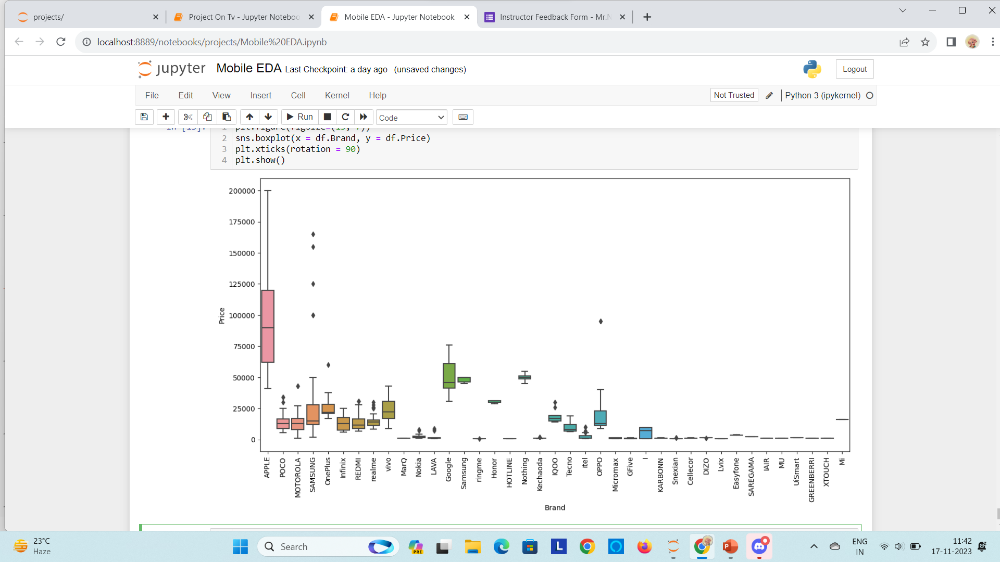 projects/
Project On Tv - Jupyter Noteboo
Mobile EDA - Jupyter Notebook
Instructor Feedback Form - Mr.N
localhost:8889/notebooks/projects/Mobile%20EDA.ipynb
jupyter Mobile EDA Last Checkpoint: a day ago (unsaved changes)
Logout
File Edit View Insert Cell Kernel Help
Not Trusted Python 3 (ipykernel)
Run Code
2 sns.boxplot(x = df.Brand, y = df.Price)
3 plt.xticks(rotation = 90)
4 plt.show()
200000
175000
150000
125000
100000
75000
50000
25000
0
Price
APPLE
POCO
MOTOROLA
SAMSUNG
OnePlus
Infinix
REDMI
realme
vivo
MarQ
Nokia
LAVA
Google
Samsung
ringme
Honor
HOTLINE
Nothing
Kechaoda
IQOO
Tecno
itel
OPPO
Micromax
GFive
I
KARBONN
Snexian
Cellecor
DIZO
Lvix
Easyfone
SAREGAMA
IAIR
MU
UiSmart
GREENBERRI
XTOUCH
Mi
Brand
23°C
Haze
Search
PRE
L
P
ENG
IN
11:42
17-11-2023